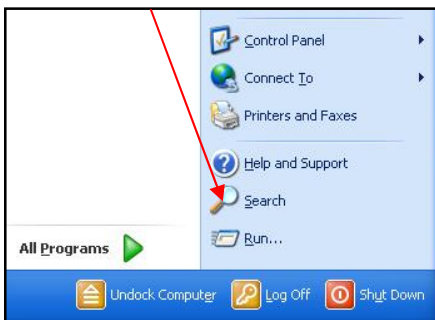 Control Panel
Connect To
Printers and Faxes
Help and Support
Search
Run...
All Programs
Undock Computer Log Off Shut Down